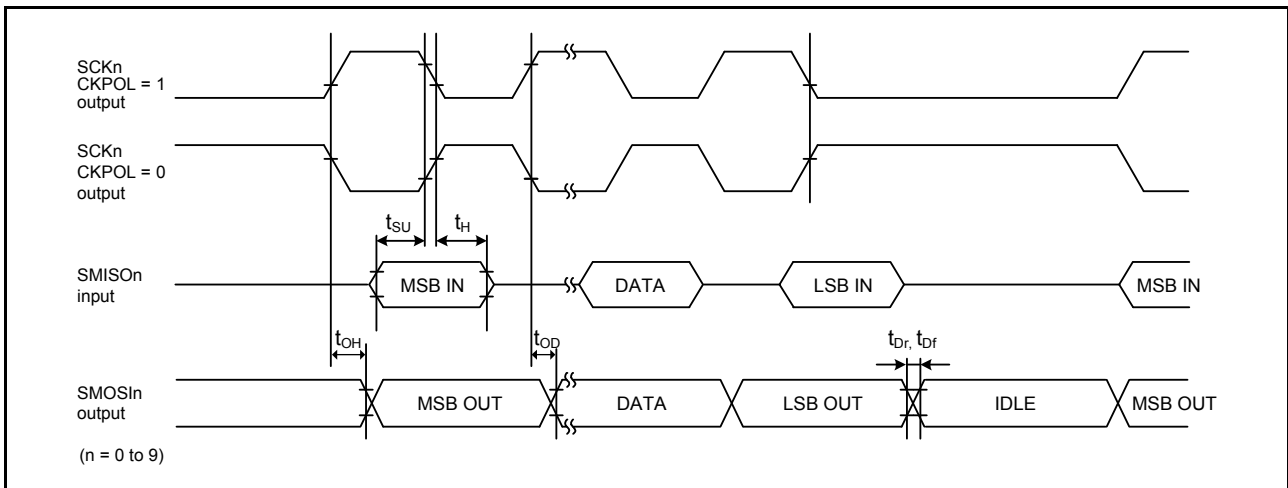 SCKn
CKPOL = 1
output
SCKn
CKPOL = 0
output
tSU
tH
SMISOn
input
MSB IN
DATA
LSB IN
MSB IN
tOH
tOD
tDr, tDf
SMOSIn
output
MSB OUT
DATA
LSB OUT
IDLE
MSB OUT
(n = 0 to 9)